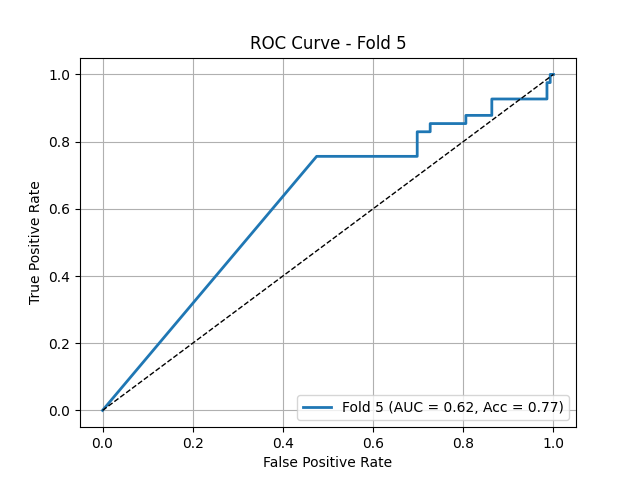 ROC Curve - Fold 5
True Positive Rate
1.0
0.8
0.6
0.4
0.2
0.0
Fold 5 (AUC = 0.62, Acc = 0.77)
0.0 0.2 0.4 0.6 0.8 1.0
False Positive Rate